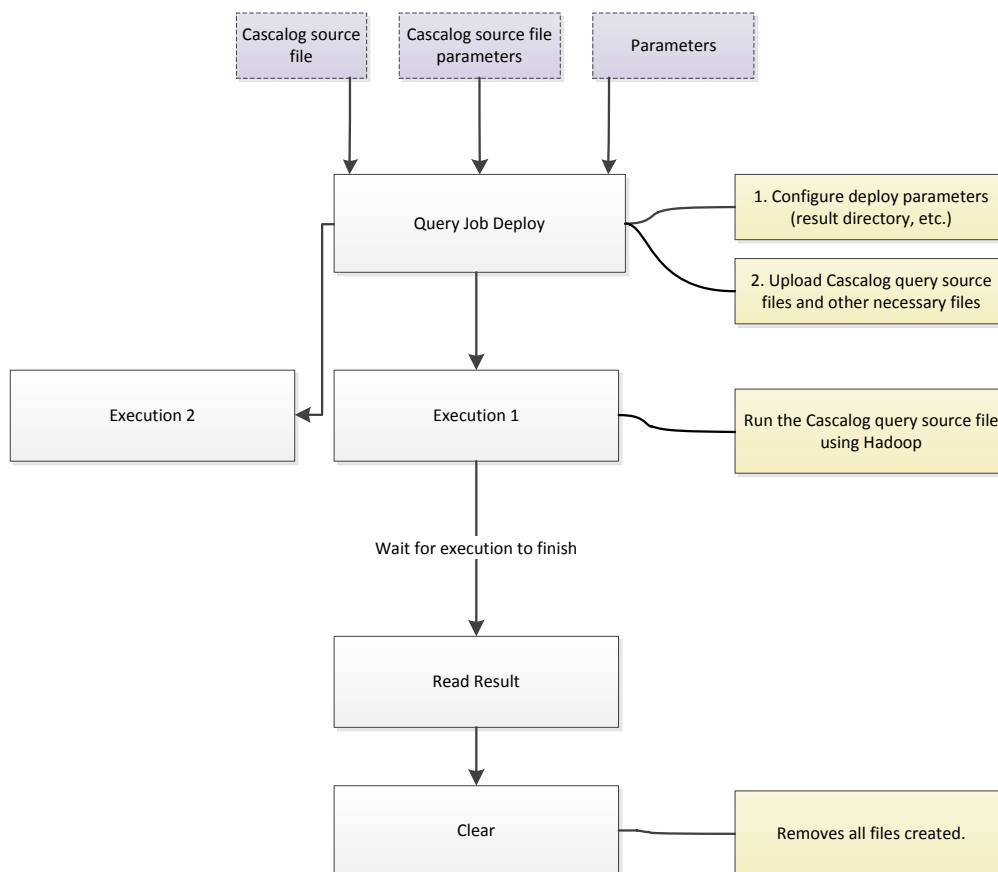 Cascalog source
file
Cascalog source file
parameters
Parameters
Query Job Deploy
1. Configure deploy parameters
(result directory, etc.)
2. Upload Cascalog query source
files and other necessary files
Execution 2
Execution 1
Run the Cascalog query source file
using Hadoop
Wait for execution to finish
Read Result
Clear
Removes all files created.